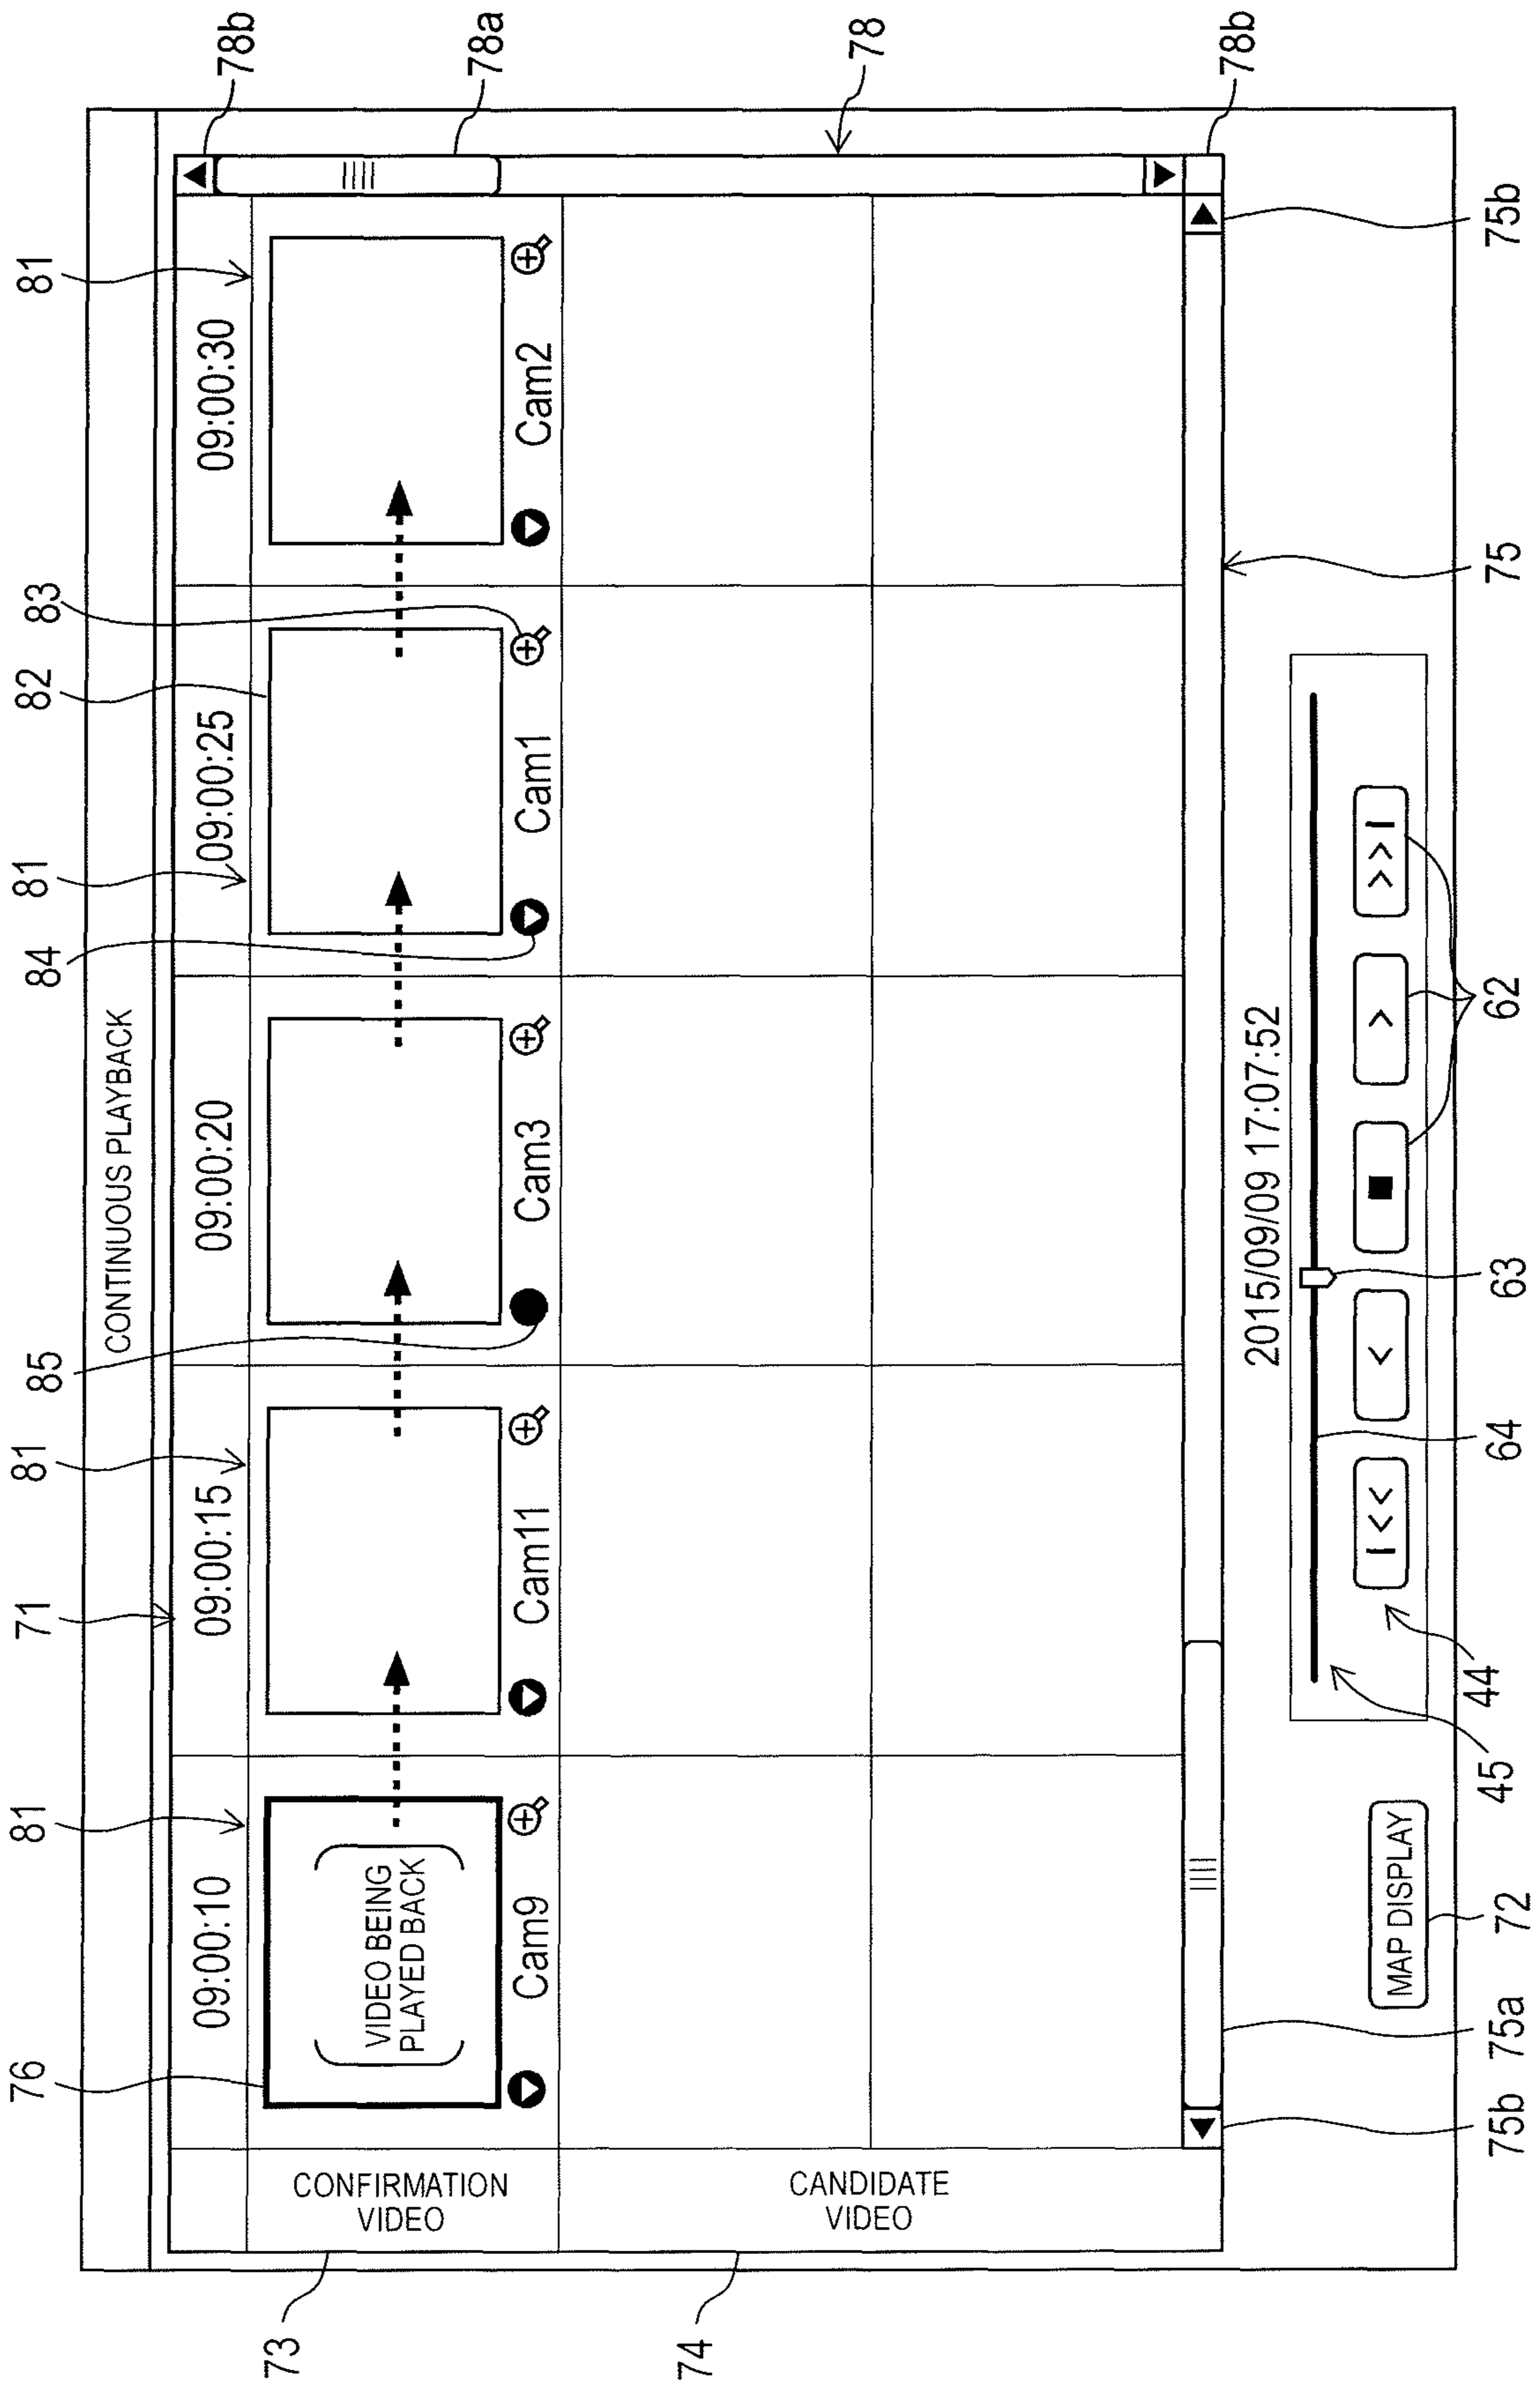 CONTINUOUS PLAYBACK
76
81
71
81
85
84
81
82
83
81
78b
78a
78
78b
09:00:10
09:00:15
09:00:20
09:00:25
09:00:30
73
CONFIRMATION
VIDEO
VIDEO BEING
PLAYED BACK
Cam9
Cam11
Cam3
Cam1
Cam2
74
CANDIDATE
VIDEO
2015/09/09 17:07:52
MAP DISPLAY
75b
75a
72
45
44
64
63
62
75
75b